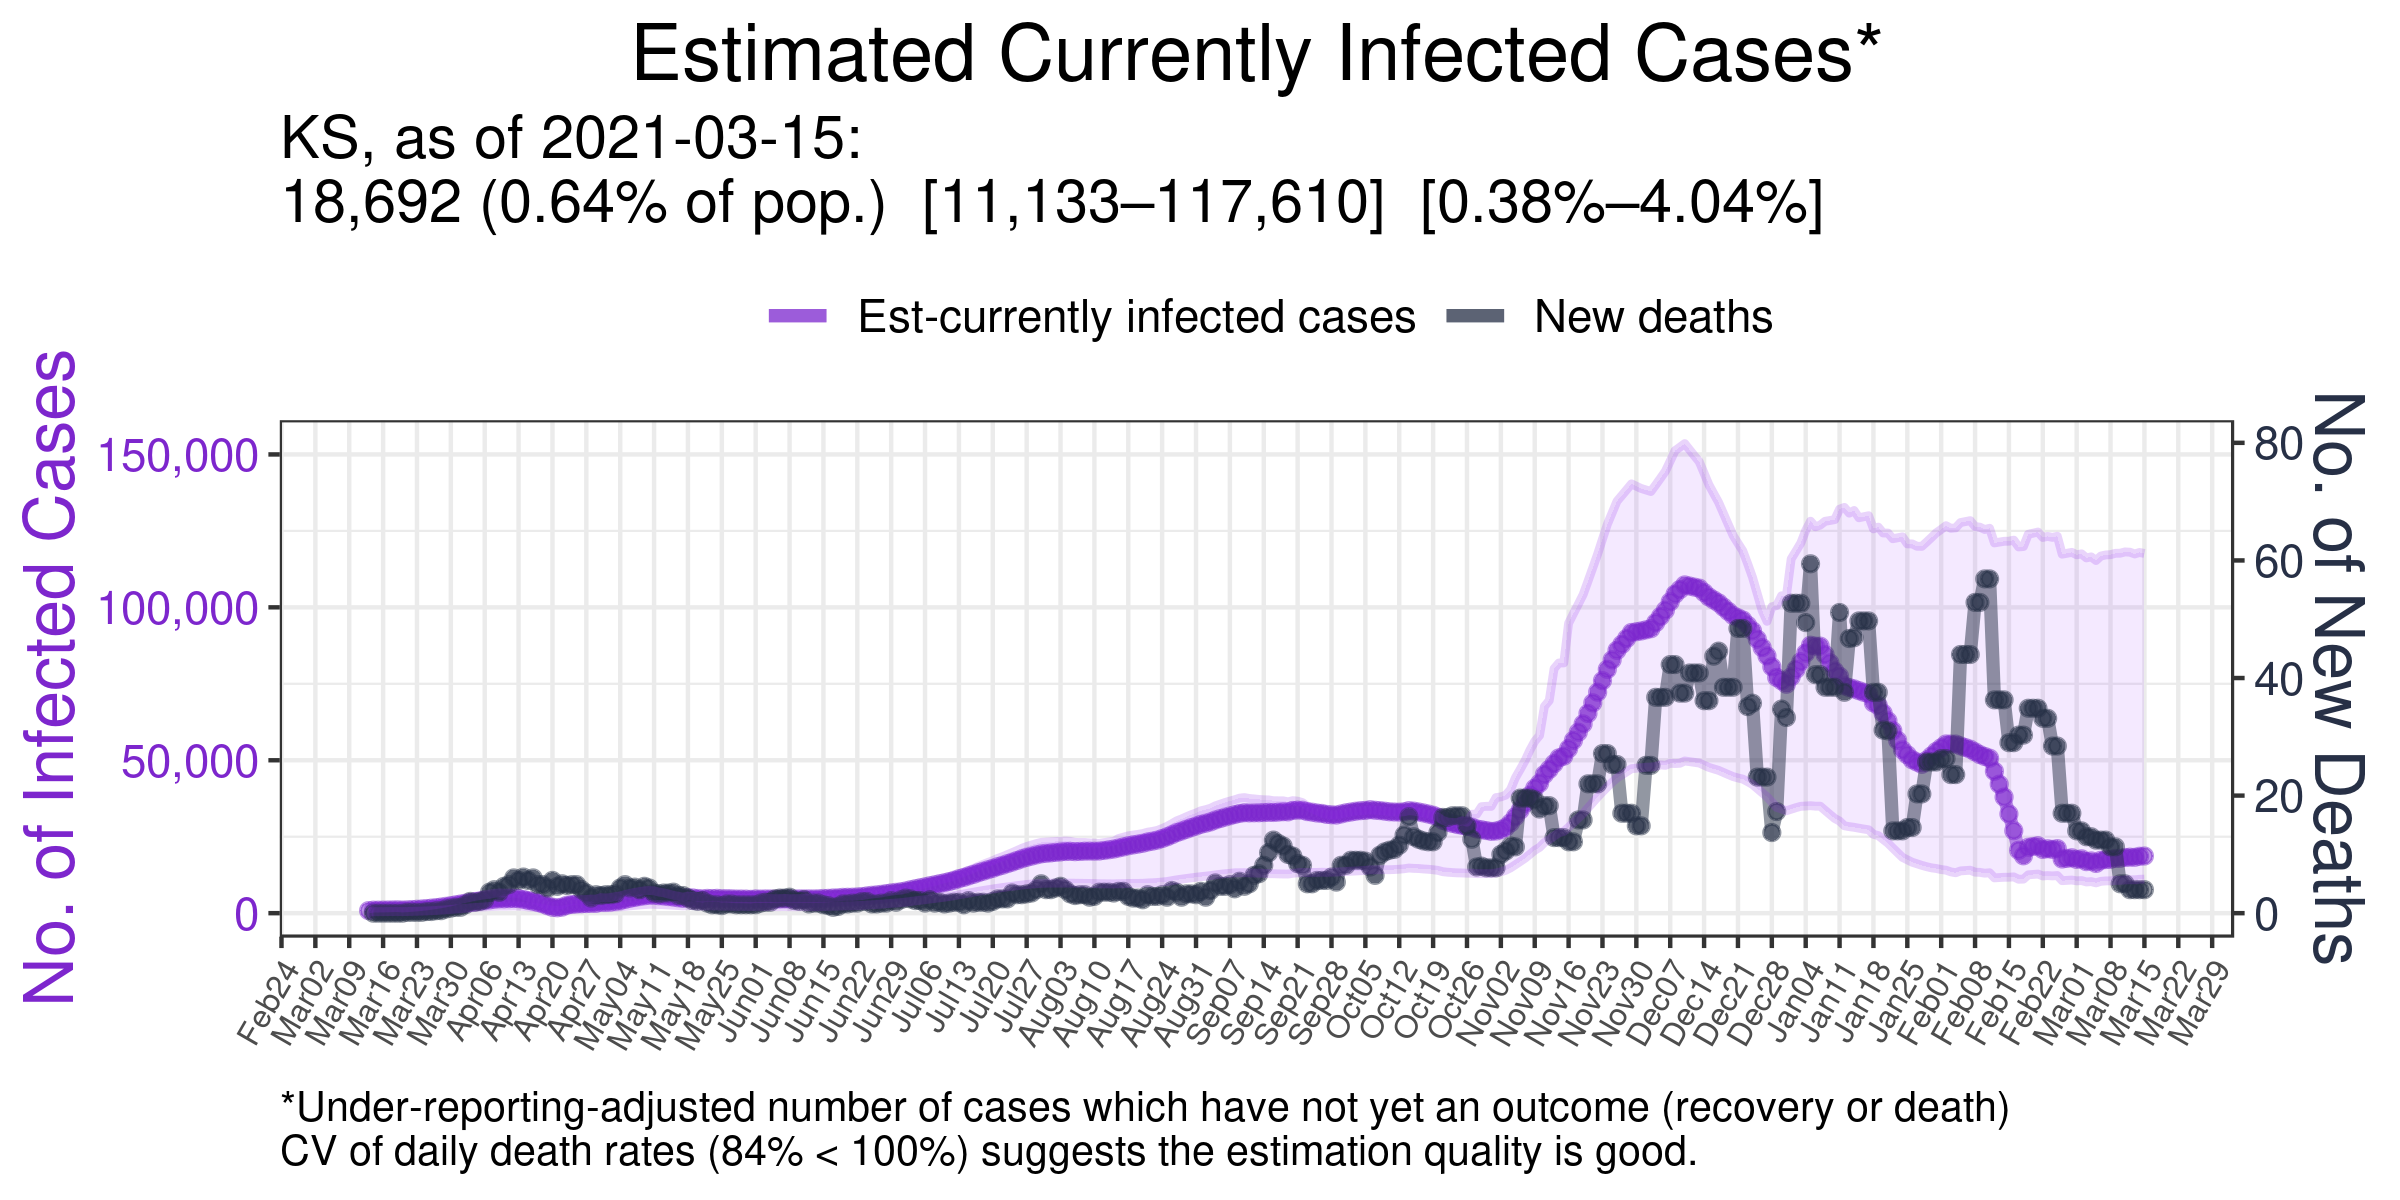 Estimated Currently Infected Cases*
KS, as of 2021-03-15:
18,692 (0.64% of pop.)  [11,133–117,610]  [0.38%–4.04%]
Est-currently infected cases
New deaths
No. of Infected Cases
150,000
100,000
50,000
0
80
60
40
20
0
No. of New Deaths
Feb24
Mar02
Mar09
Mar16
Mar23
Mar30
Apr06
Apr13
Apr20
Apr27
May04
May11
May18
May25
Jun01
Jun08
Jun15
Jun22
Jun29
Jul06
Jul13
Jul20
Jul27
Aug03
Aug10
Aug17
Aug24
Aug31
Sep07
Sep14
Sep21
Sep28
Oct05
Oct12
Oct19
Oct26
Nov02
Nov09
Nov16
Nov23
Nov30
Dec07
Dec14
Dec21
Dec28
Jan04
Jan11
Jan18
Jan25
Feb01
Feb08
Feb15
Feb22
Mar01
Mar08
Mar15
Mar22
Mar29
*Under-reporting-adjusted number of cases which have not yet an outcome (recovery or death)
CV of daily death rates (84% < 100%) suggests the estimation quality is good.